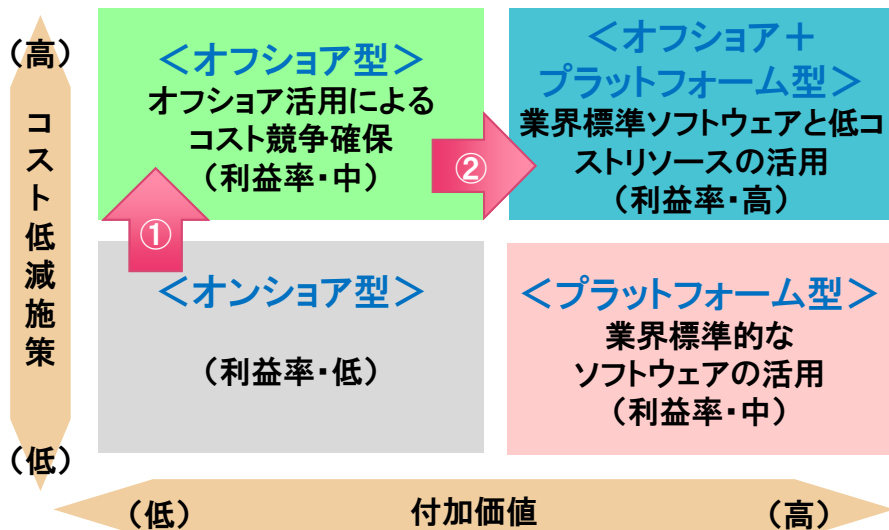 (高)
コスト低減施策
(低)
<オフショア型>
オフショア活用による
コスト競争確保
(利益率・中)
①
②
<オフショア+
プラットフォーム型>
業界標準ソフトウェアと低コ
ストリソースの活用
(利益率・高)
<オンショア型>
(利益率・低)
<プラットフォーム型>
業界標準的な
ソフトウェアの活用
(利益率・中)
(低)
付加価値
(高)